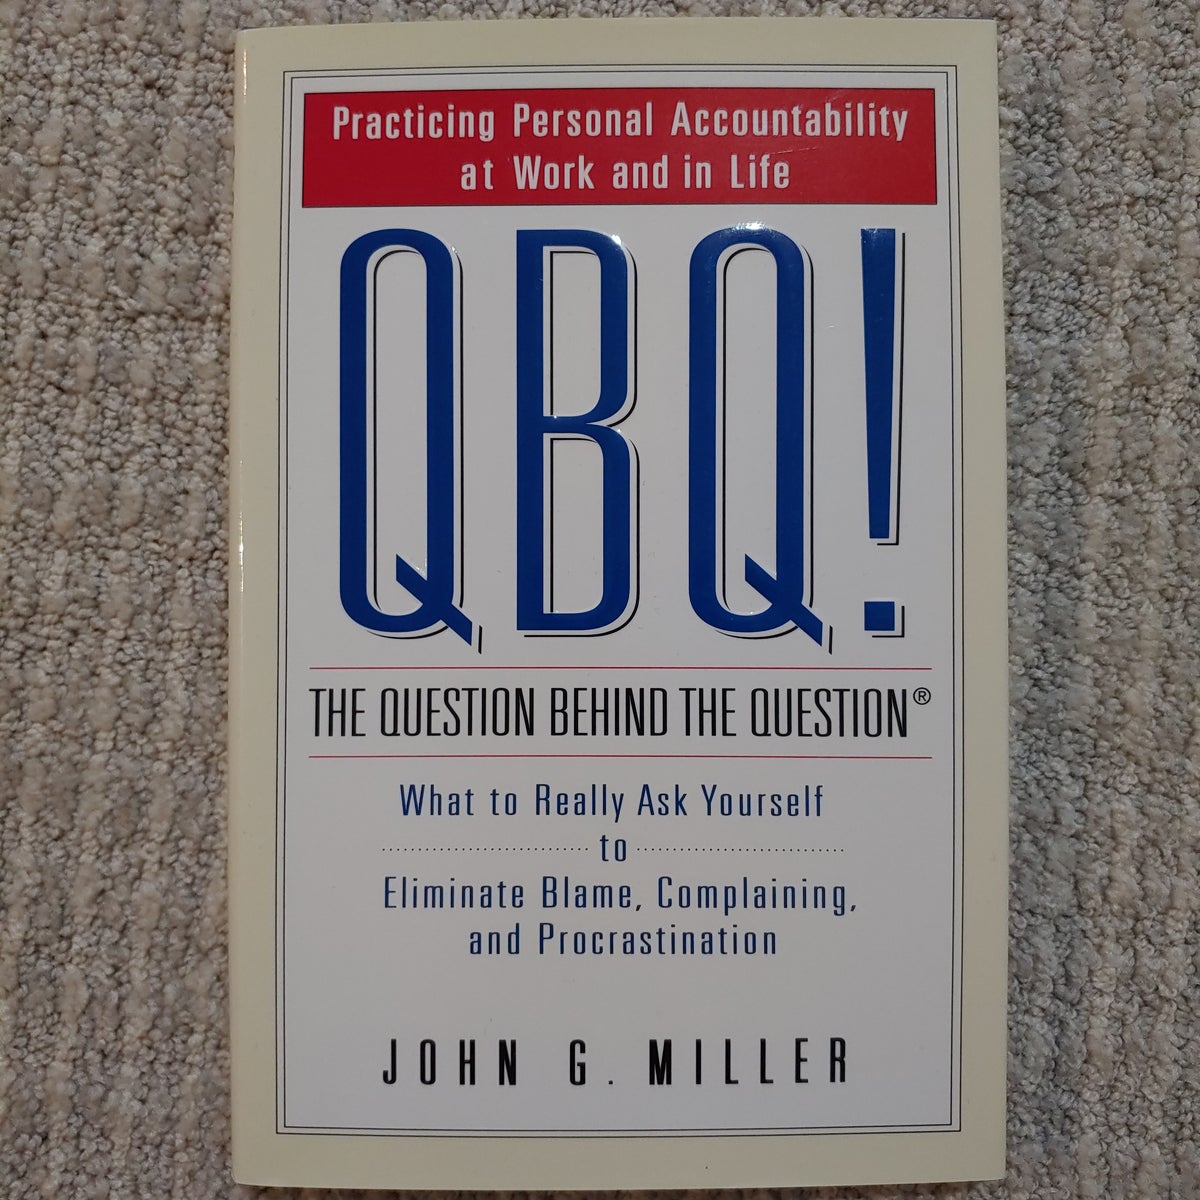 Practicing Personal Accountability
at Work and in Life
QBQ!
THE QUESTION BEHIND THE QUESTION®
What to Really Ask Yourself
to
Eliminate Blame, Complaining,
and Procrastination
JOHN G. MILLER